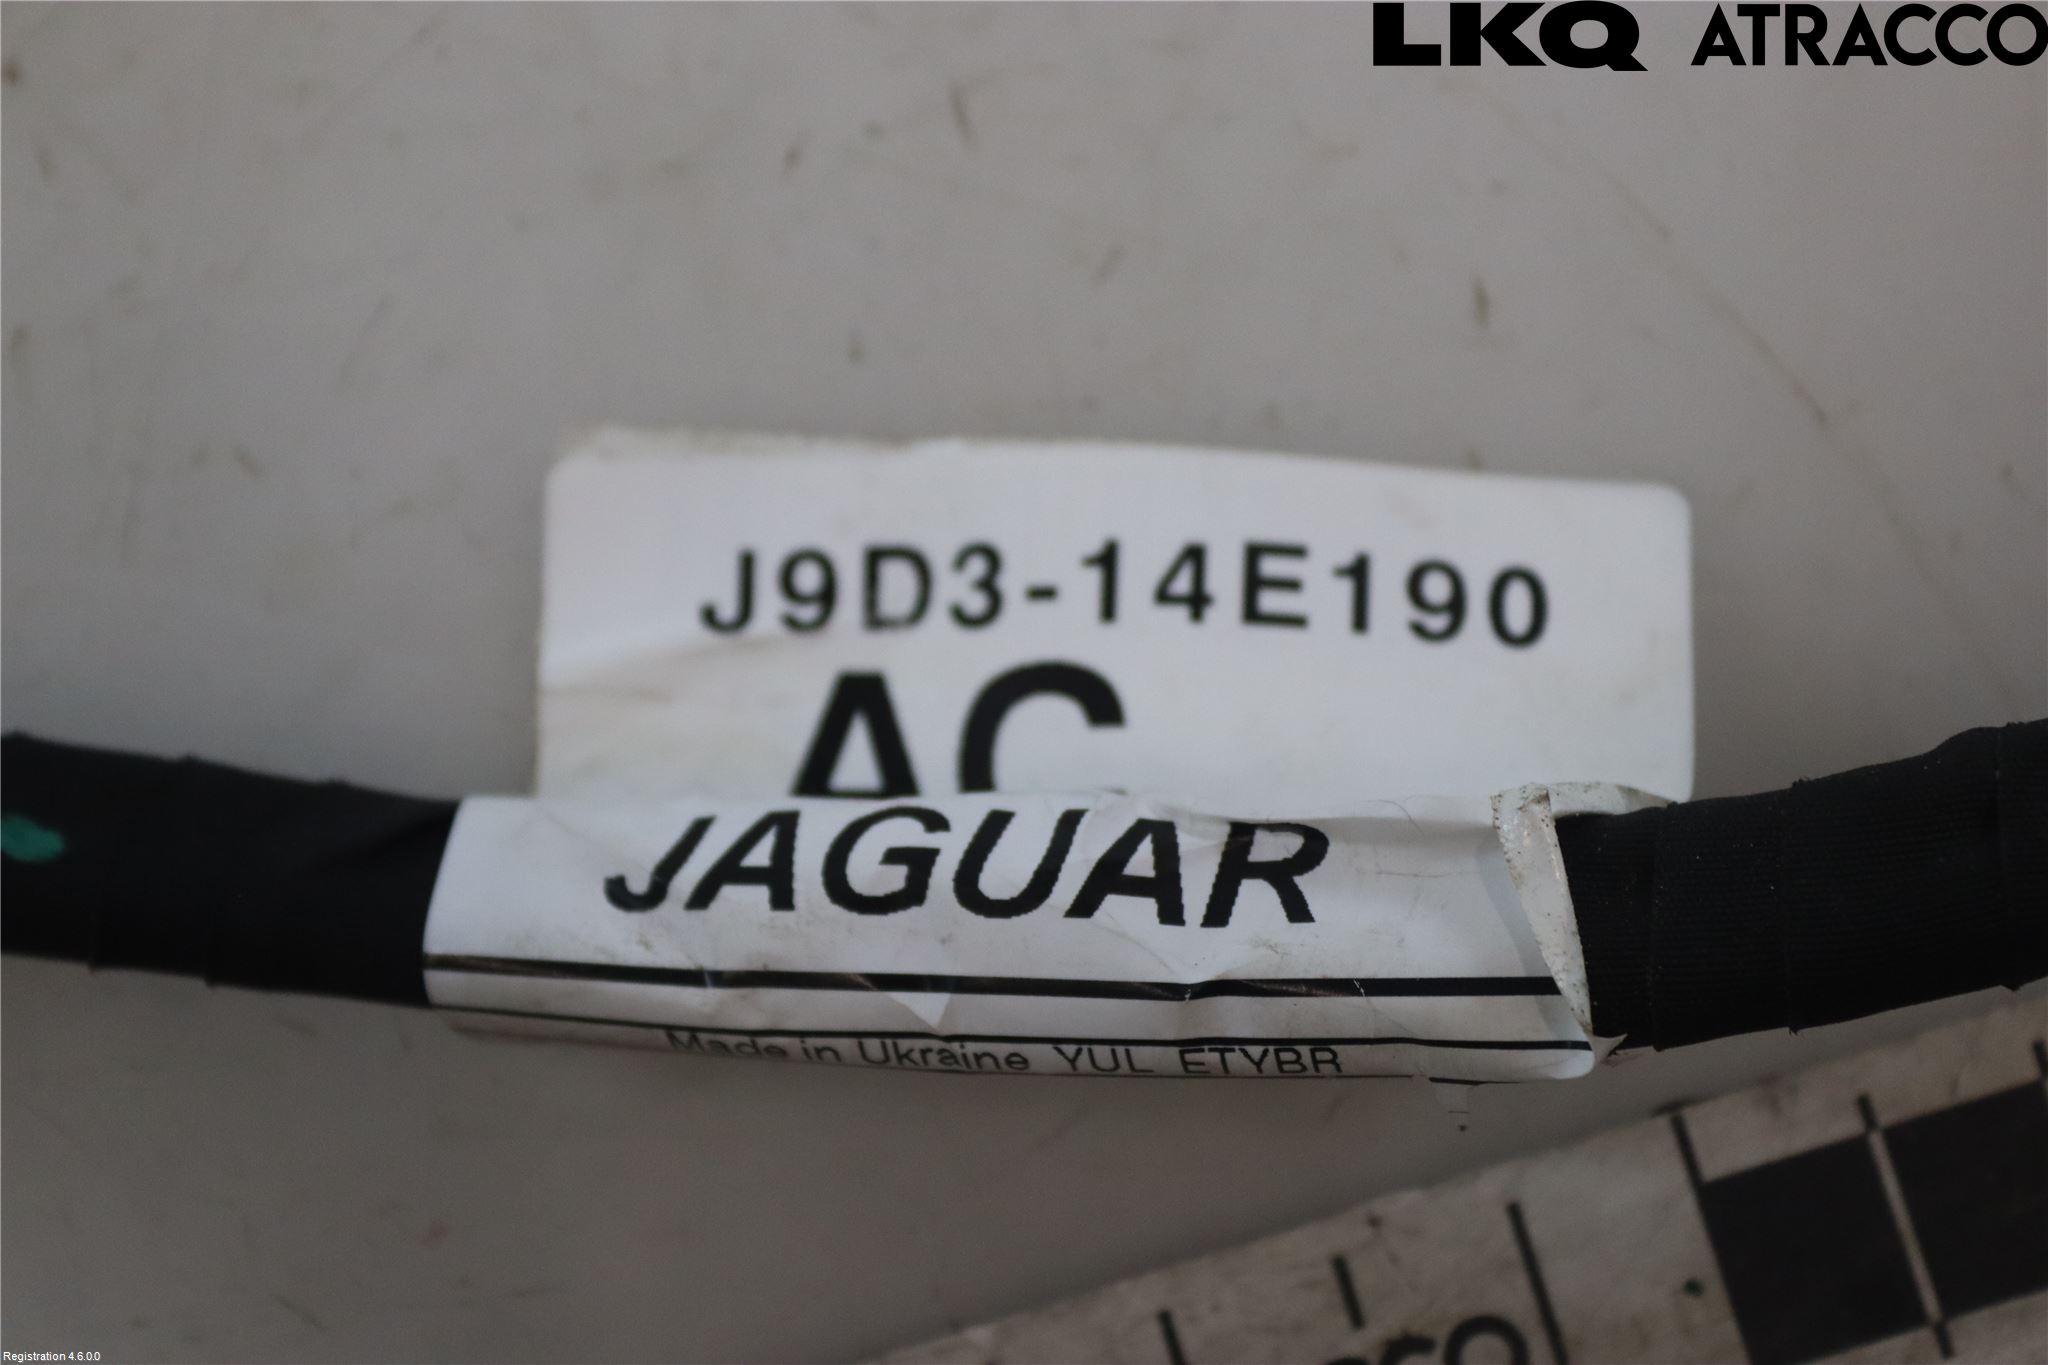 LKQ ATRACCO
J9D3-14E190
AC
JAGUAR
Made in Ukraine YUL ETYBR
Registration 4.6.0.0